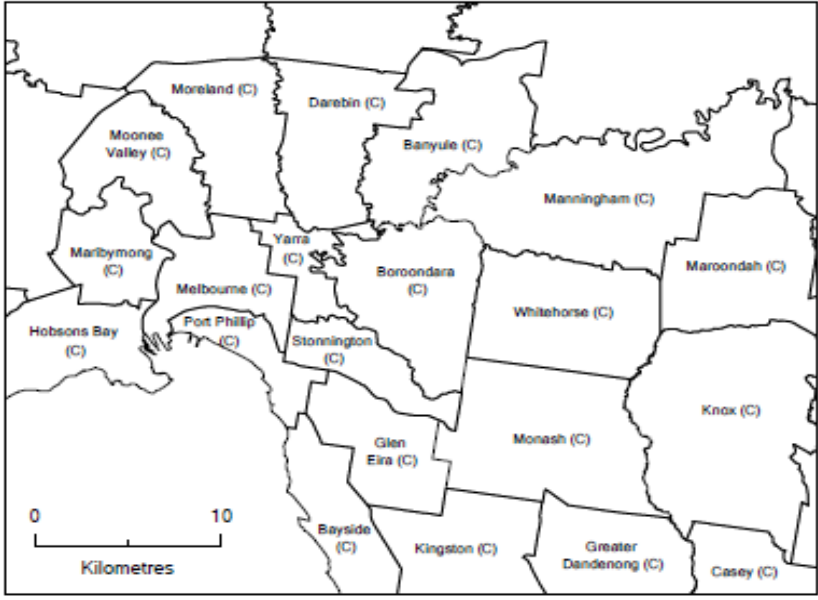 Moreland (C)
Darebin (C)
Moonee
Valley (C)
Banyule (C)
Manningham (C)
Yarra
(C)
Maribymong
(C)
Boroondara
(C)
Maroondah (C)
Melbourne (C)
Whitehorse (C)
Port Phillip
(C)
Hobsons Bay
(C)
Stonnington
(C)
Knox (C)
Glen
Eira (C)
Monash (C)
0 10
Kilometres
Bayside
(C)
Kingston (C)
Greater
Dandenong (C)
Casey (C)